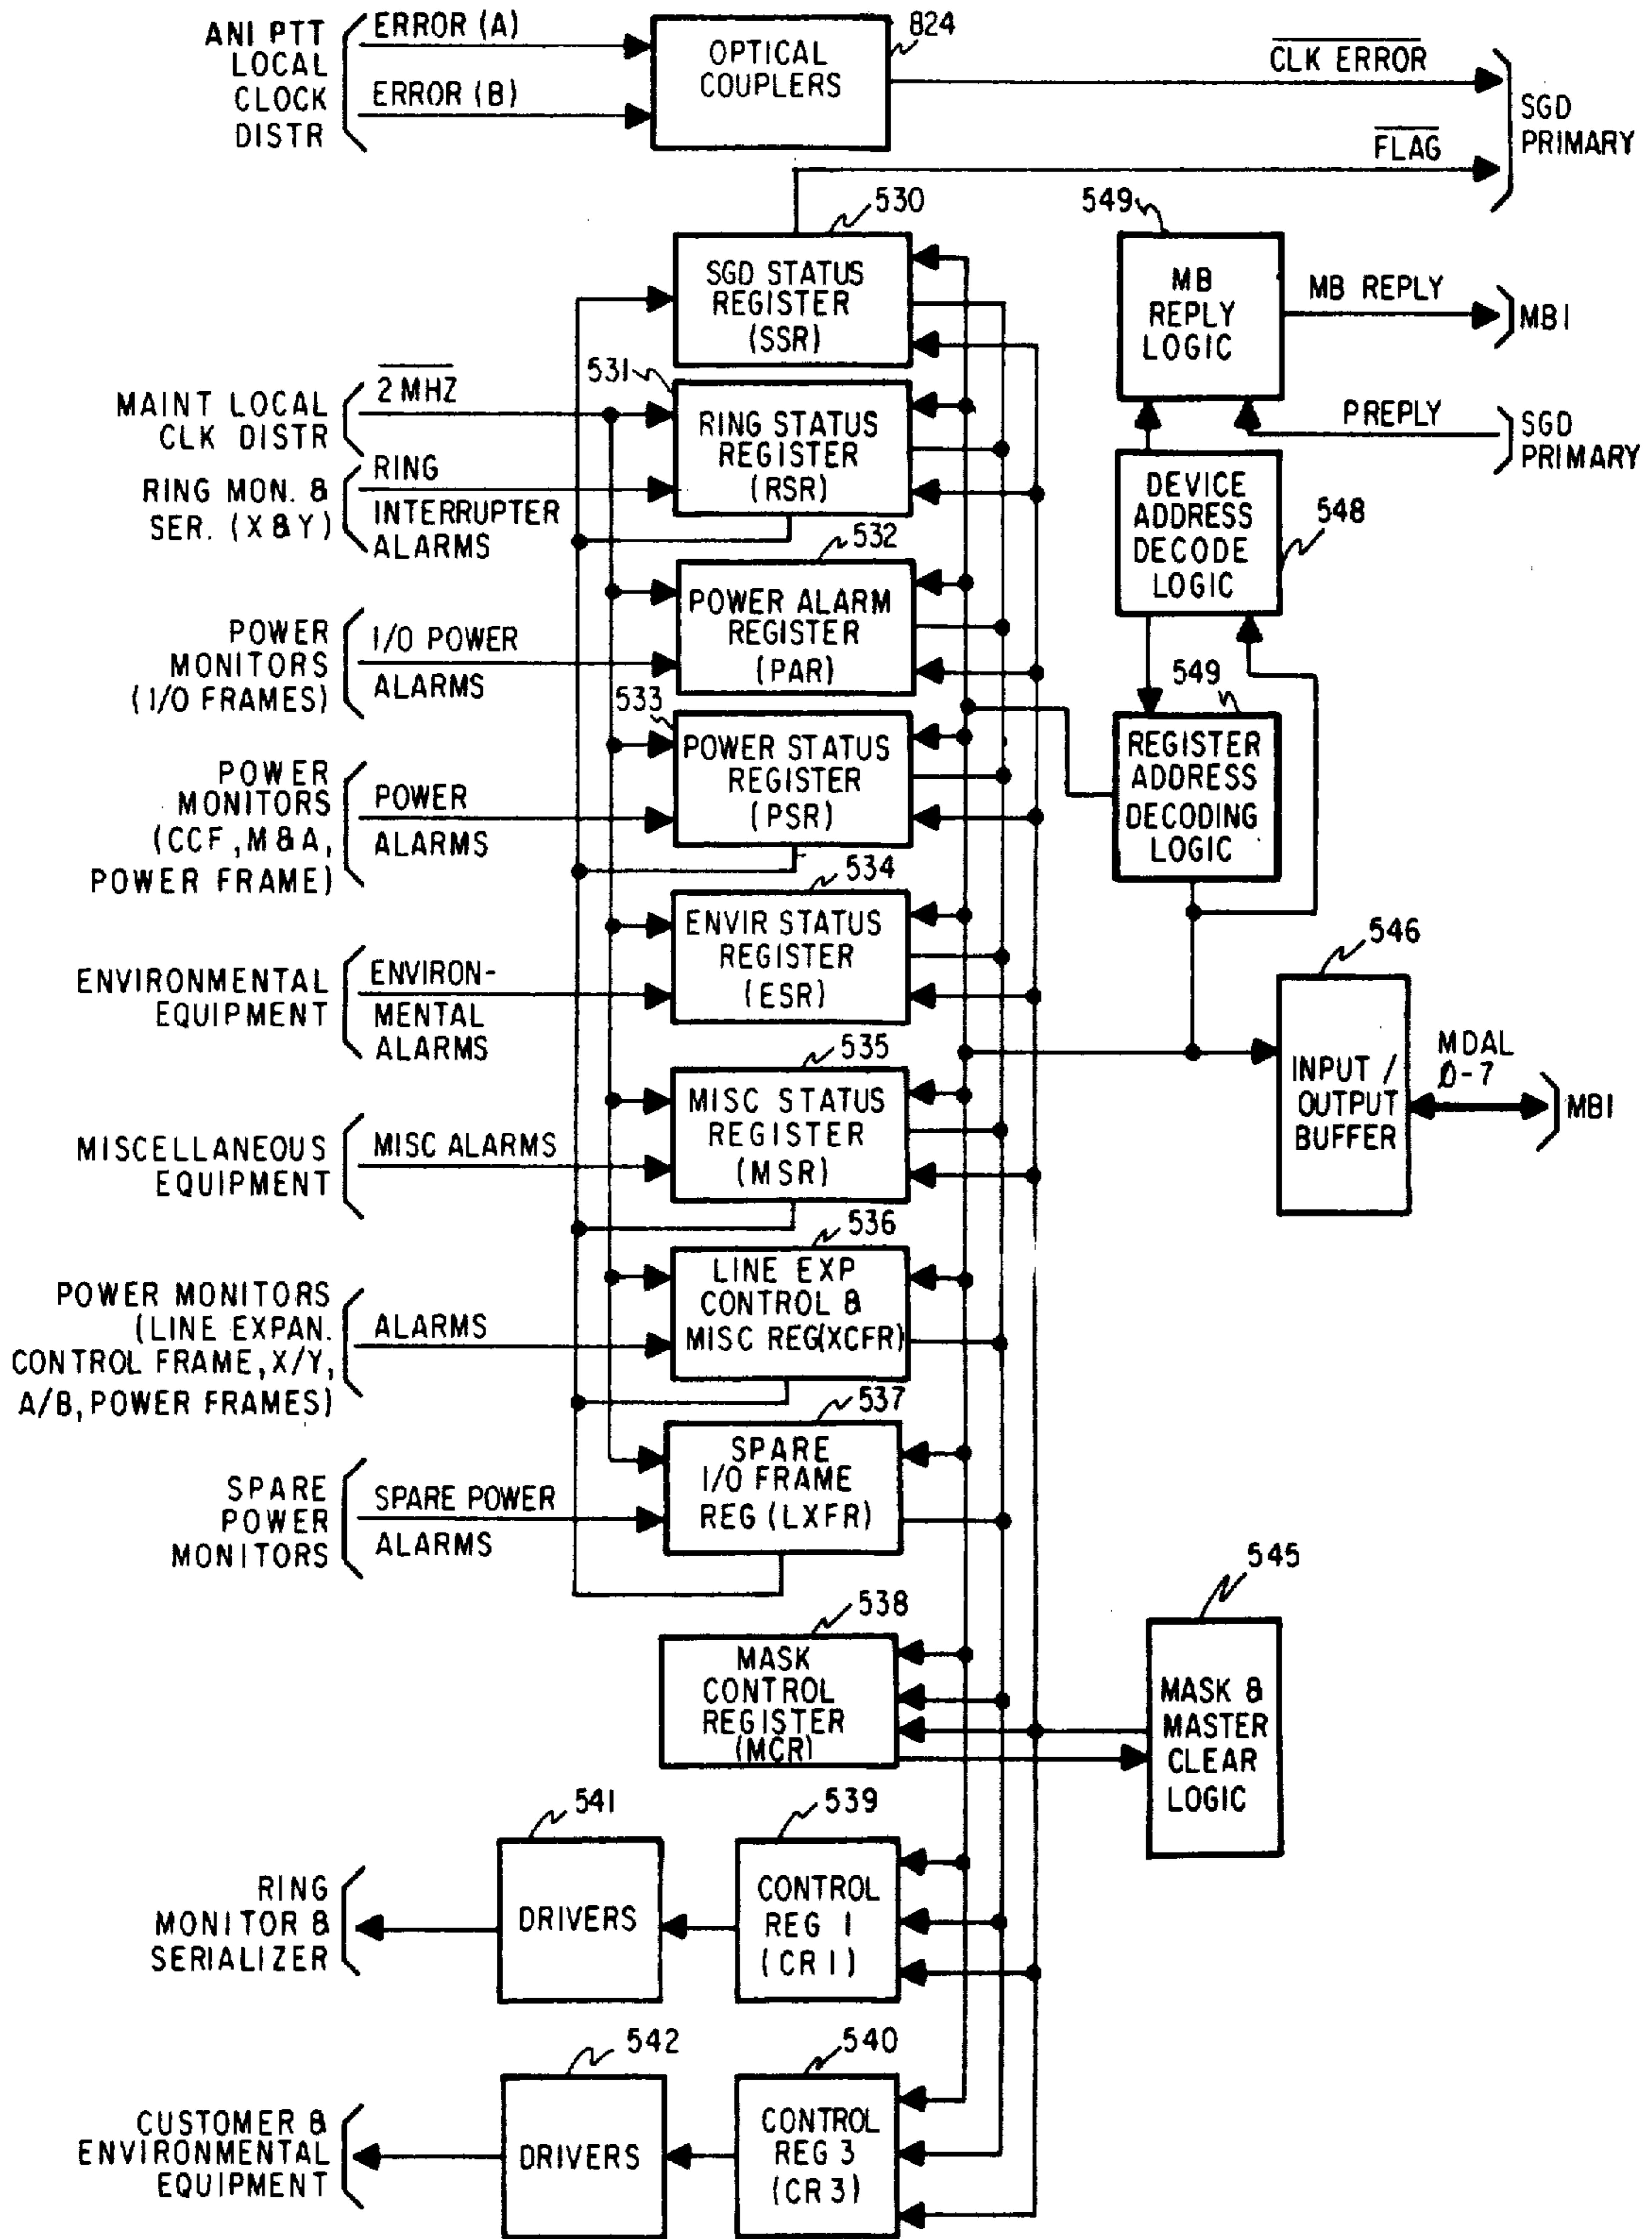 ANI PTT
LOCAL
CLOCK
DISTR
ERROR (A)
ERROR (B)
OPTICAL
COUPLERS
824
CLK ERROR
FLAG
SGD
PRIMARY
530
SGD STATUS
REGISTER
(SSR)
549
MB
REPLY
LOGIC
MB REPLY
MBI
PREPLY
SGD
PRIMARY
MAINT LOCAL
CLK DISTR
2 MHZ
531
RING STATUS
REGISTER
(RSR)
RING MON. &
SER. (X & Y)
RING
INTERRUPTER
ALARMS
DEVICE
ADDRESS
DECODE
LOGIC
548
532
POWER ALARM
REGISTER
(PAR)
POWER
MONITORS
(I/O FRAMES)
I/O POWER
ALARMS
533
POWER STATUS
REGISTER
(PSR)
549
REGISTER
ADDRESS
DECODING
LOGIC
POWER
MONITORS
(CCF, M & A,
POWER FRAME)
POWER
ALARMS
534
ENVIR STATUS
REGISTER
(ESR)
ENVIRONMENTAL
EQUIPMENT
ENVIRON-
MENTAL
ALARMS
546
INPUT /
OUTPUT
BUFFER
MDAL
Ø-7
MBI
535
MISC STATUS
REGISTER
(MSR)
MISCELLANEOUS
EQUIPMENT
MISC ALARMS
536
LINE EXP
CONTROL &
MISC REG(XCFR)
POWER MONITORS
(LINE EXPAN.
CONTROL FRAME, X/Y,
A/B, POWER FRAMES)
ALARMS
537
SPARE
I/O FRAME
REG (LXFR)
SPARE
POWER
MONITORS
SPARE POWER
ALARMS
538
MASK
CONTROL
REGISTER
(MCR)
545
MASK &
MASTER
CLEAR
LOGIC
541
DRIVERS
539
CONTROL
REG 1
(CR 1)
RING
MONITOR &
SERIALIZER
542
DRIVERS
540
CONTROL
REG 3
(CR 3)
CUSTOMER &
ENVIRONMENTAL
EQUIPMENT